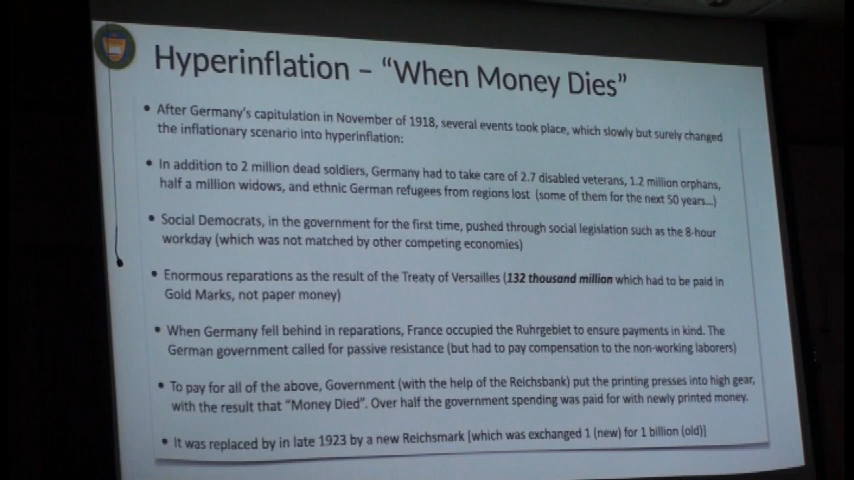 Hyperinflation – “When Money Dies”
• After Germany's capitulation in November of 1918, several events took place, which slowly but surely changed
the inflationary scenario into hyperinflation:
• In addition to 2 million dead soldiers, Germany had to take care of 2.7 disabled veterans, 1.2 million orphans,
half a million widows, and ethnic German refugees from regions lost (some of them for the next 50 years...)
• Social Democrats, in the government for the first time, pushed through social legislation such as the 8-hour
workday (which was not matched by other competing economies)
• Enormous reparations as the result of the Treaty of Versailles (132 thousand million which had to be paid in
Gold Marks, not paper money)
• When Germany fell behind in reparations, France occupied the Ruhrgebiet to ensure payments in kind. The
German government called for passive resistance (but had to pay compensation to the non-working laborers)
• To pay for all of the above, Government (with the help of the Reichsbank) put the printing presses into high gear,
with the result that “Money Died”. Over half the government spending was paid for with newly printed money.
• It was replaced by in late 1923 by a new Reichsmark [which was exchanged 1 (new) for 1 billion (old)]